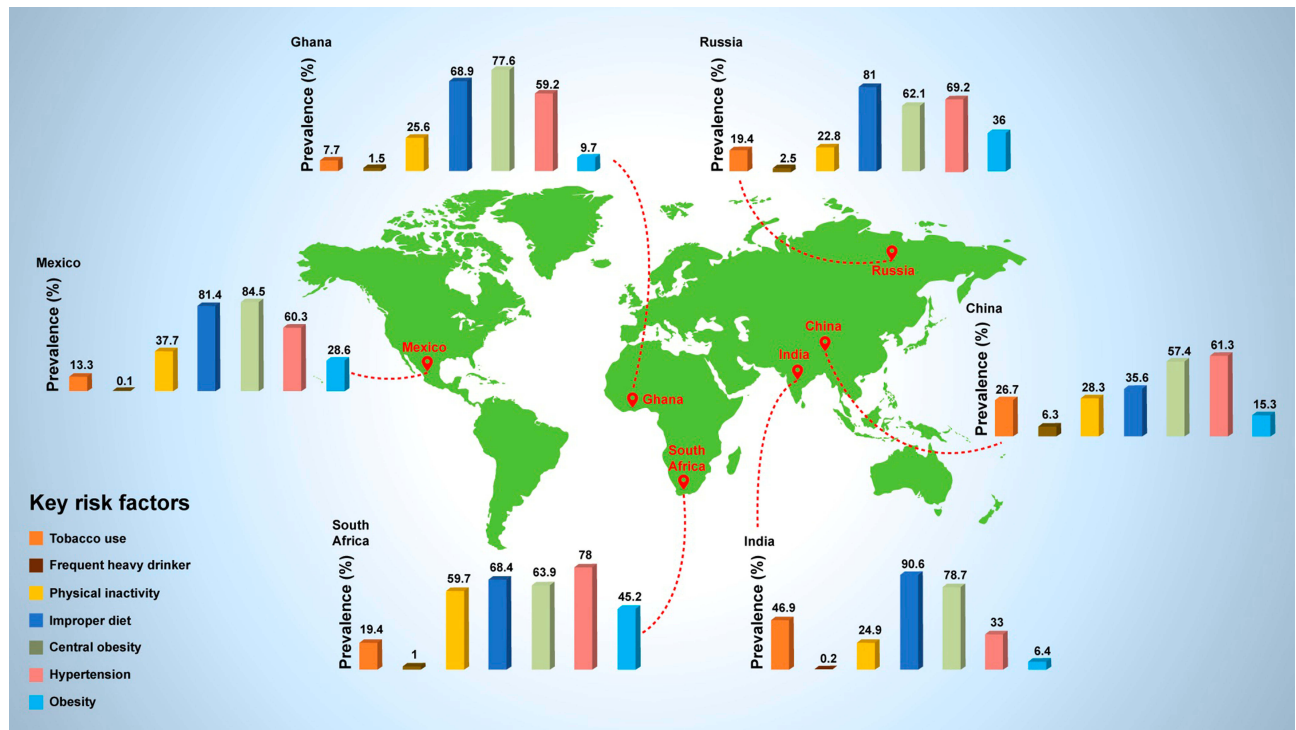 Ghana
Prevalence (%)
7.7
1.5
25.6
68.9
77.6
59.2
9.7
Russia
Prevalence (%)
19.4
2.5
22.8
81
62.1
69.2
36
Mexico
Prevalence (%)
13.3
0.1
37.7
81.4
84.5
60.3
28.6
China
Prevalence (%)
26.7
6.3
28.3
35.6
57.4
61.3
15.3
Russia
China
India
Mexico
Ghana
South
Africa
Key risk factors
Tobacco use
Frequent heavy drinker
Physical inactivity
Improper diet
Central obesity
Hypertension
Obesity
South
Africa
Prevalence (%)
19.4
1
59.7
68.4
63.9
78
45.2
India
Prevalence (%)
46.9
0.2
24.9
90.6
78.7
33
6.4